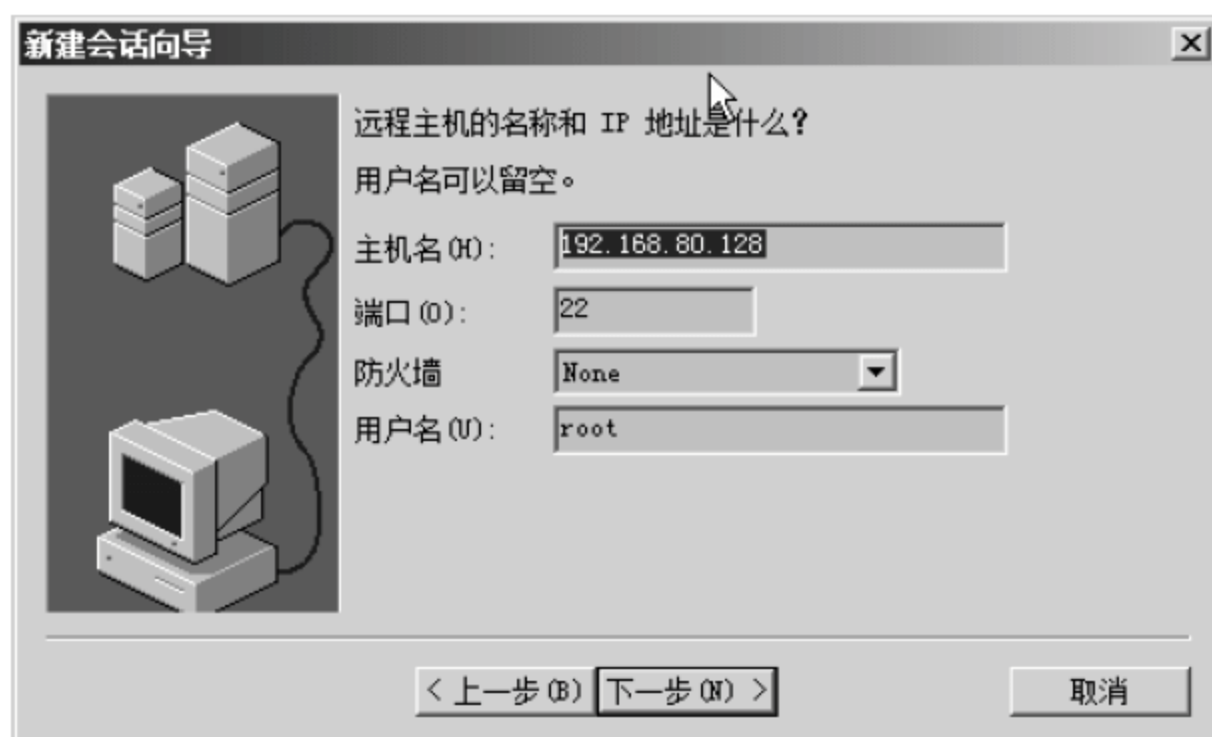 新建会话向导
远程主机的名称和 IP 地址是什么?
用户名可以留空。
主机名(H): 192.168.80.128
端口(O): 22
防火墙 None
用户名(U): root
< 上一步(B) 下一步(N) > 取消